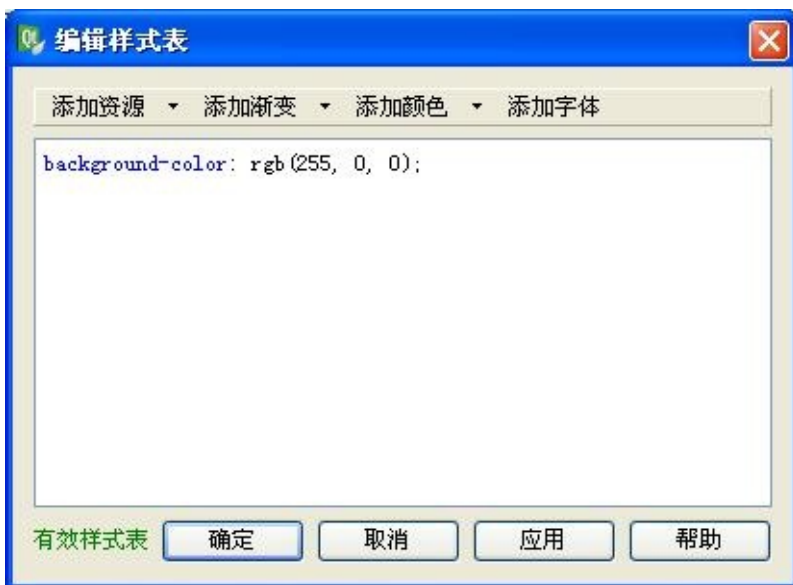 编辑样式表
添加资源 添加渐变 添加颜色 添加字体
background-color: rgb(255, 0, 0);
有效样式表 确定 取消 应用 帮助